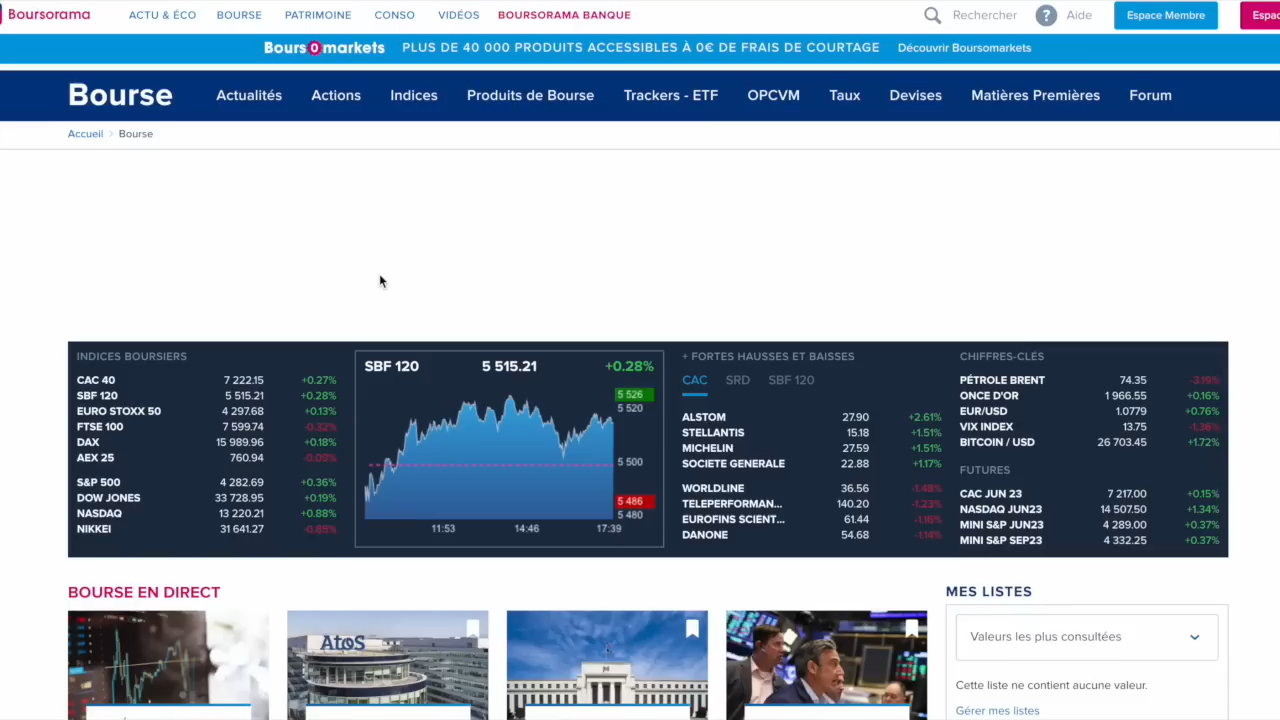 Boursorama ACTU & ÉCO BOURSE PATRIMOINE CONSO VIDÉOS BOURSORAMA BANQUE Rechercher ? Aide Espace Membre Espac
BoursOmarkets PLUS DE 40 000 PRODUITS ACCESSIBLES À 0€ DE FRAIS DE COURTAGE Découvrir Boursomarkets
Bourse Actualités Actions Indices Produits de Bourse Trackers - ETF OPCVM Taux Devises Matières Premières Forum
Accueil > Bourse
INDICES BOURSIERS
CAC 40 7 222.15 +0.27%
SBF 120 5 515.21 +0.28%
EURO STOXX 50 4 297.68 +0.13%
FTSE 100 7 599.74 -0.32%
DAX 15 989.96 +0.18%
AEX 25 760.94 -0.09%
S&P 500 4 282.69 +0.36%
DOW JONES 33 728.95 +0.19%
NASDAQ 13 220.21 +0.88%
NIKKEI 31 641.27 -0.85%
SBF 120 5 515.21 +0.28%
5 526
5 520
5 500
5 486
5 480
11:53 14:46 17:39
+ FORTES HAUSSES ET BAISSES
CAC SRD SBF 120
ALSTOM 27.90 +2.61%
STELLANTIS 15.18 +1.51%
MICHELIN 27.59 +1.51%
SOCIETE GENERALE 22.88 +1.17%
WORLDLINE 36.56 -1.48%
TELEPERFORMAN... 140.20 -1.23%
EUROFINS SCIENT... 61.44 -1.16%
DANONE 54.68 -1.14%
CHIFFRES-CLÉS
PÉTROLE BRENT 74.35 -3.19%
ONCE D'OR 1 966.55 +0.16%
EUR/USD 1.0779 +0.76%
VIX INDEX 13.75 -1.36%
BITCOIN / USD 26 703.45 +1.72%
FUTURES
CAC JUN 23 7 217.00 +0.15%
NASDAQ JUN23 14 507.50 +1.34%
MINI S&P JUN23 4 289.00 +0.37%
MINI S&P SEP23 4 332.25 +0.37%
BOURSE EN DIRECT
AtoS
MES LISTES
Valeurs les plus consultées
Cette liste ne contient aucune valeur.
Gérer mes listes